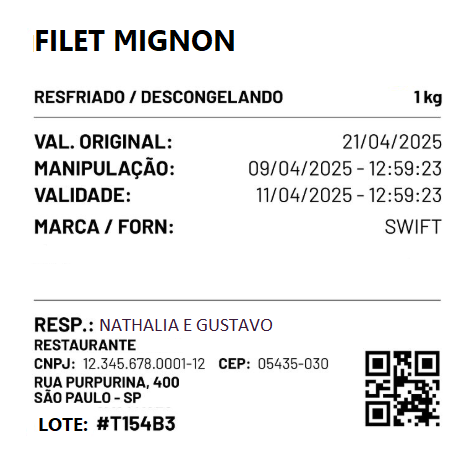 FILET MIGNON
RESFRIADO / DESCONGELANDO 1 kg
VAL. ORIGINAL: 21/04/2025
MANIPULAÇÃO: 09/04/2025 - 12:59:23
VALIDADE: 11/04/2025 - 12:59:23
MARCA / FORN: SWIFT
RESP.: NATHALIA E GUSTAVO
RESTAURANTE
CNPJ: 12.345.678.0001-12 CEP: 05435-030
RUA PURPURINA, 400
SÃO PAULO - SP
LOTE: #T154B3